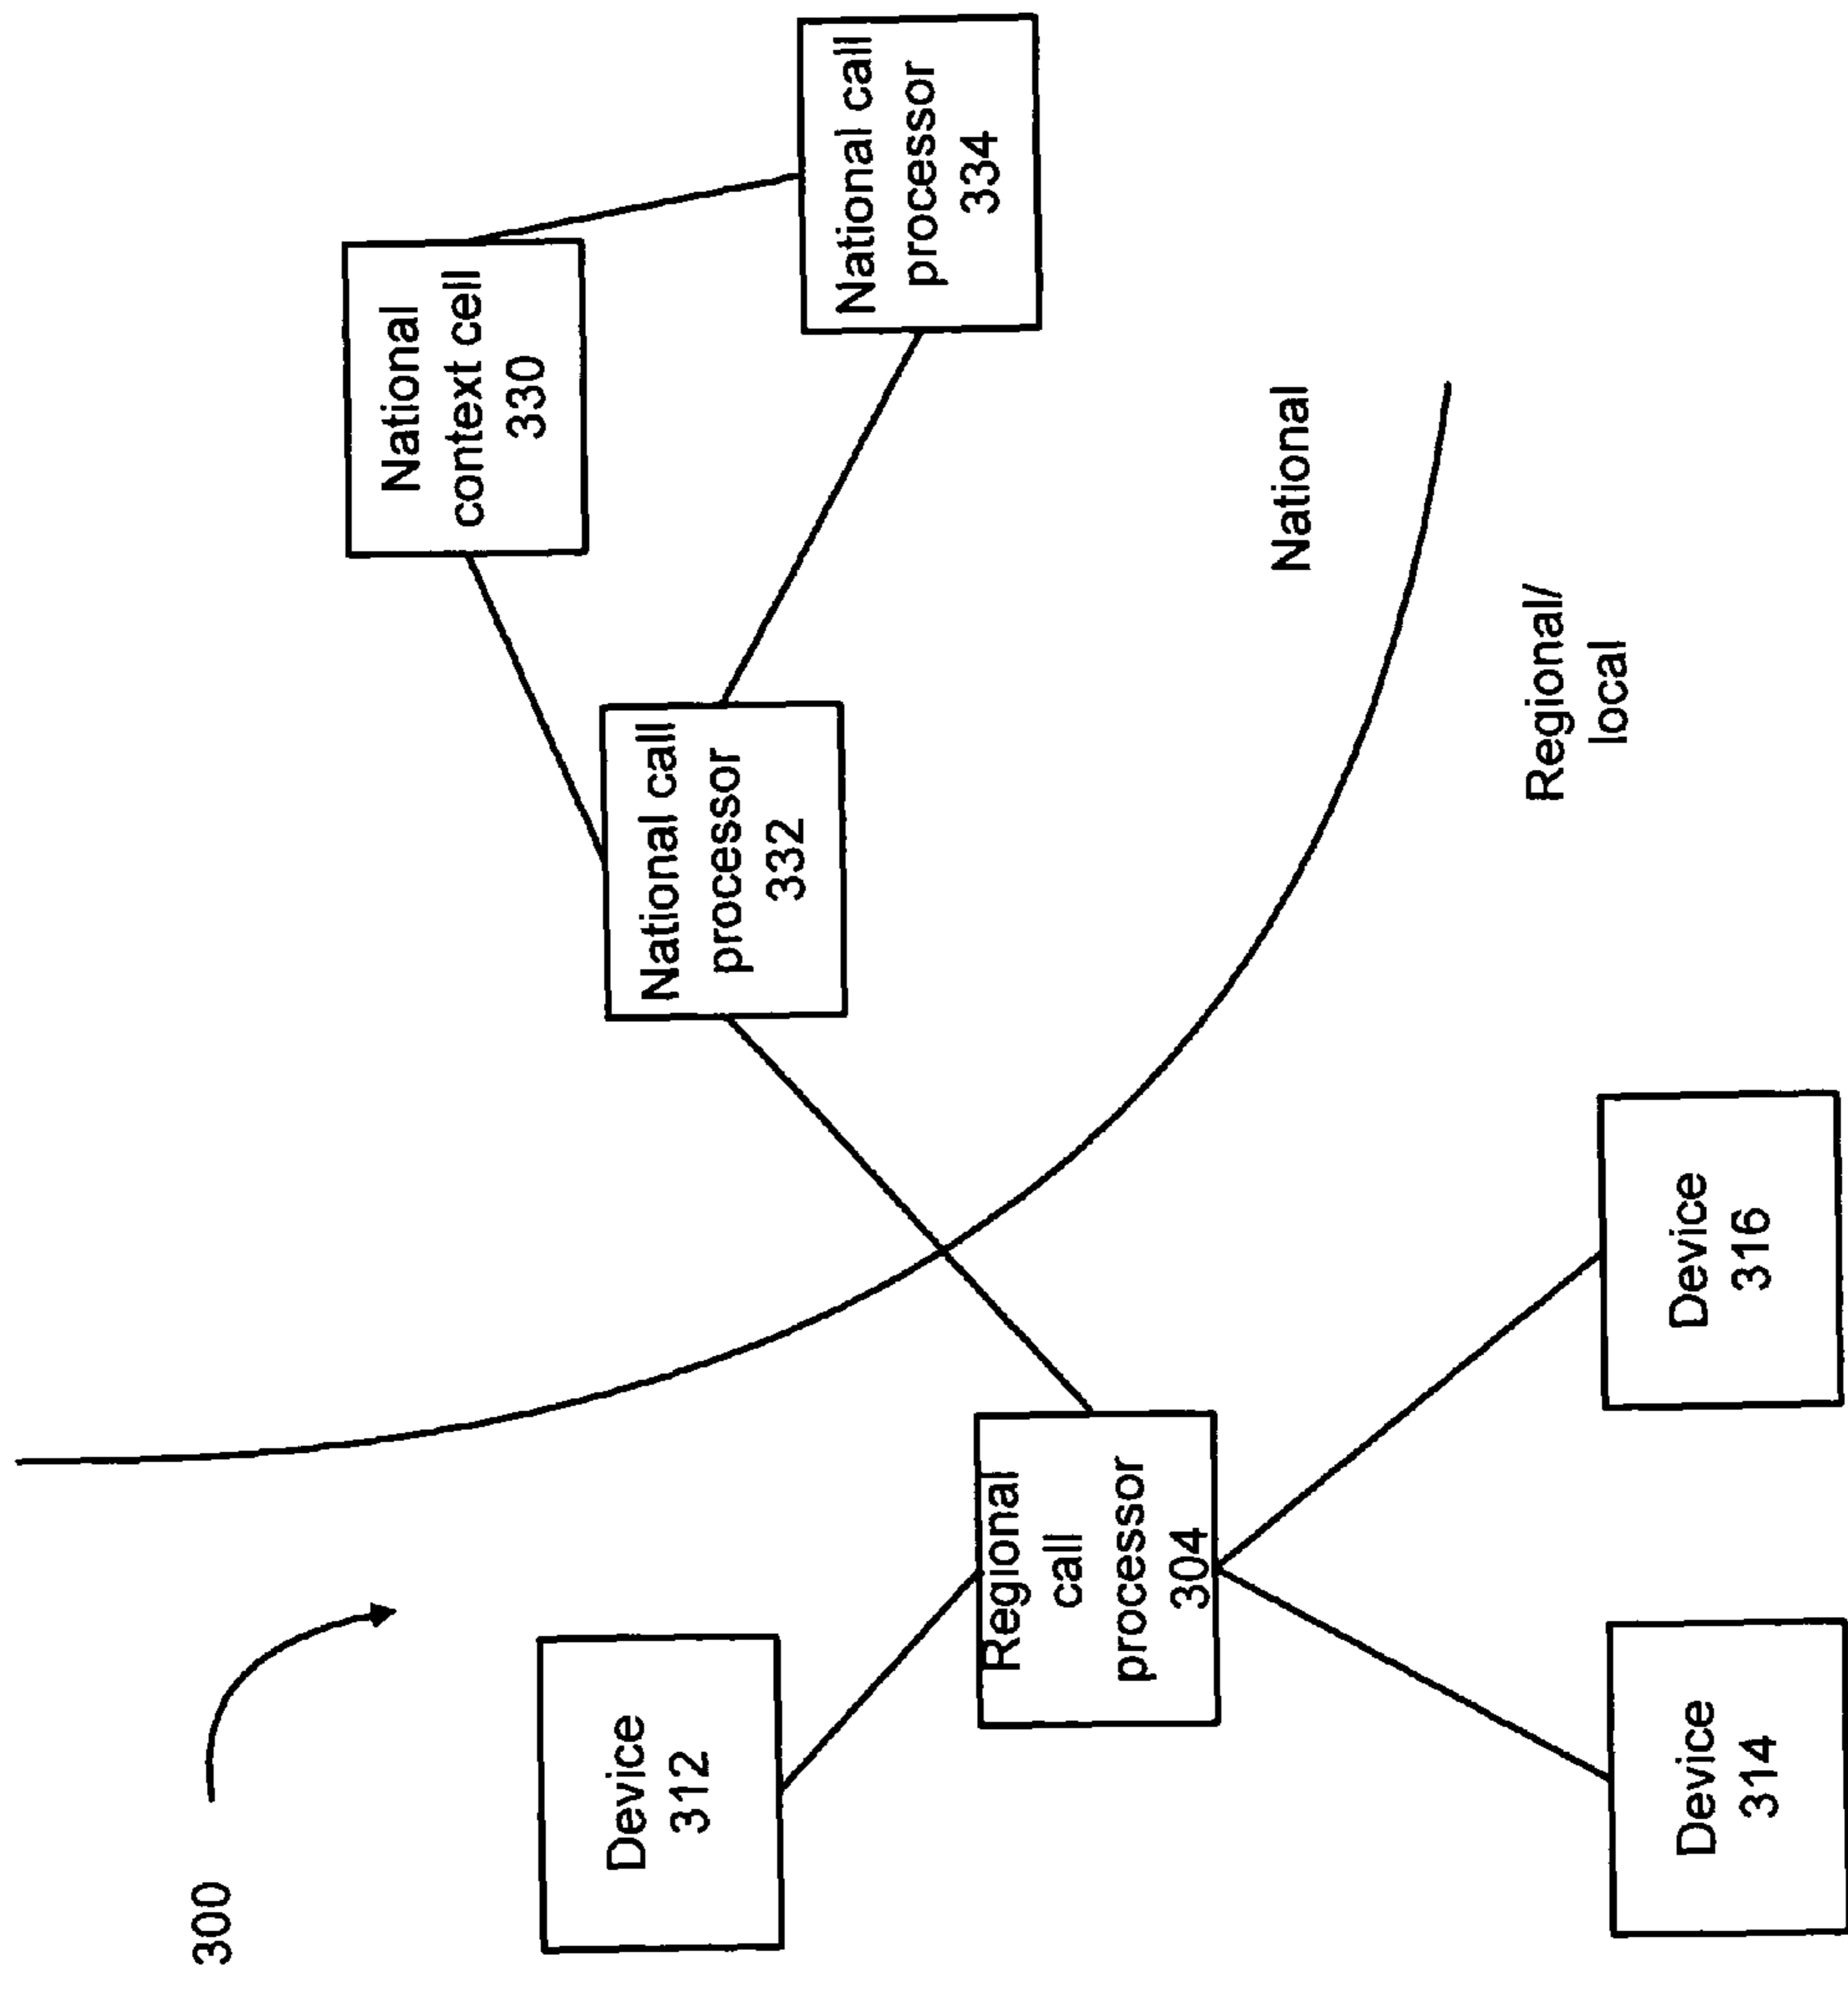 300
Device
312
Regional
call
processor
304
Device
314
Device
316
National call
processor
332
National
context cell
330
National call
processor
334
National
Regional/
local